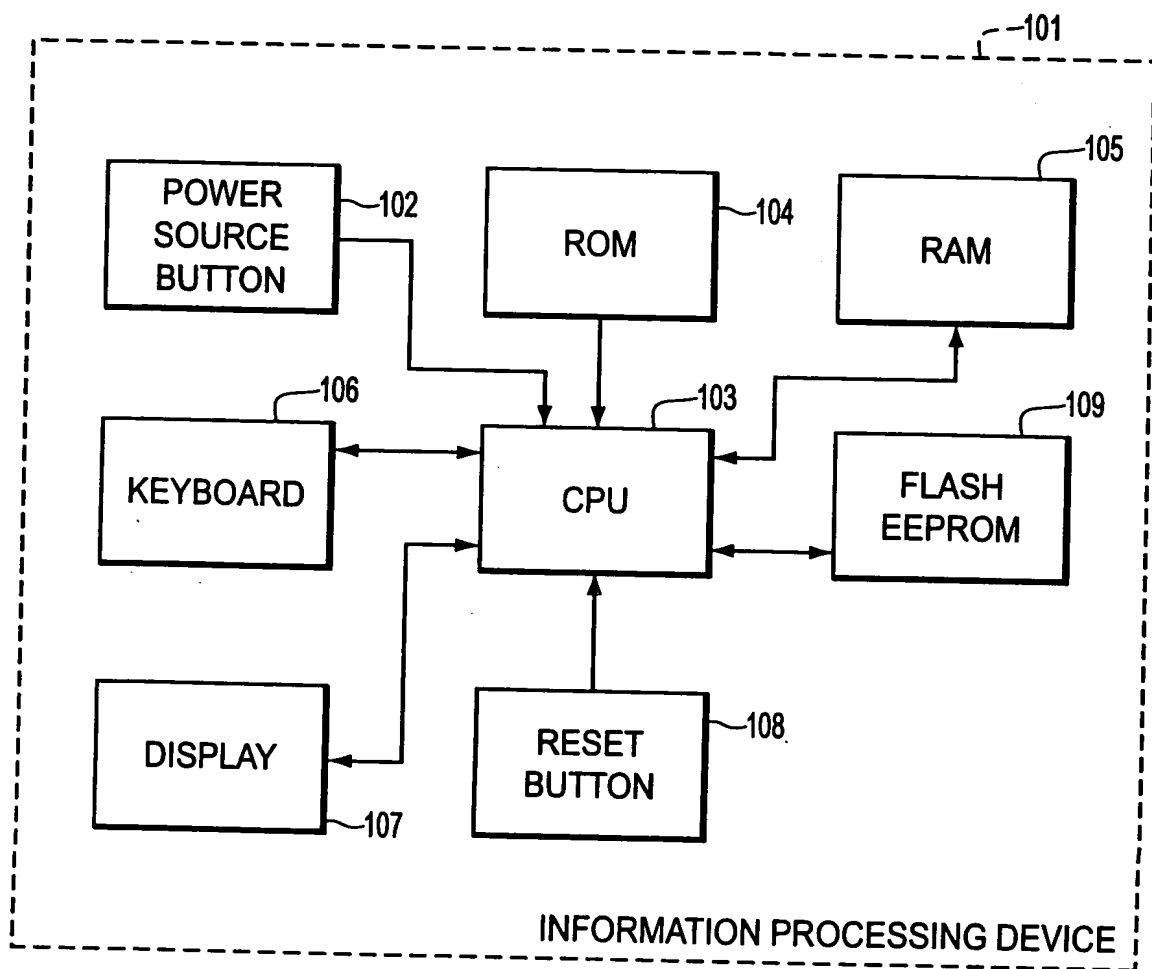 101
POWER
SOURCE
BUTTON
102
ROM
104
RAM
105
KEYBOARD
106
CPU
103
FLASH
EEPROM
109
DISPLAY
107
RESET
BUTTON
108
INFORMATION PROCESSING DEVICE